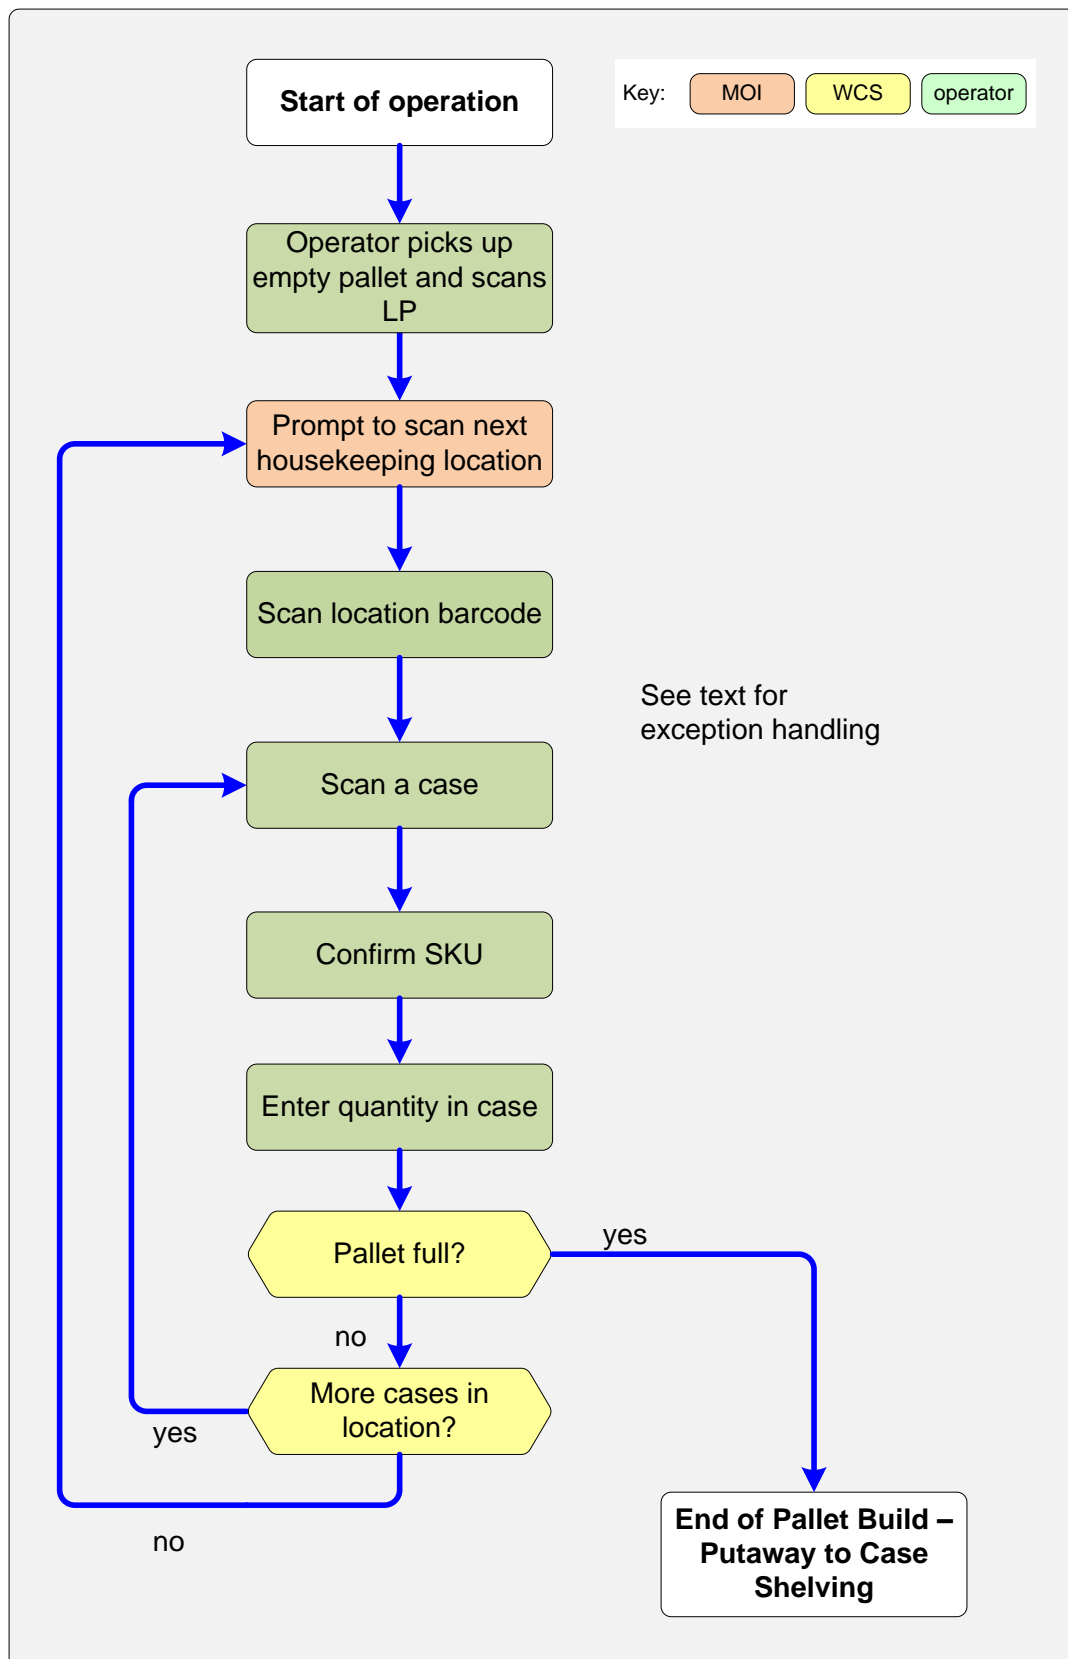 Start of operation
Key:
MOI
WCS
operator
Operator picks up
empty pallet and scans
LP
Prompt to scan next
housekeeping location
Scan location barcode
See text for
exception handling
Scan a case
Confirm SKU
Enter quantity in case
Pallet full?
yes
no
More cases in
location?
yes
no
End of Pallet Build –
Putaway to Case
Shelving